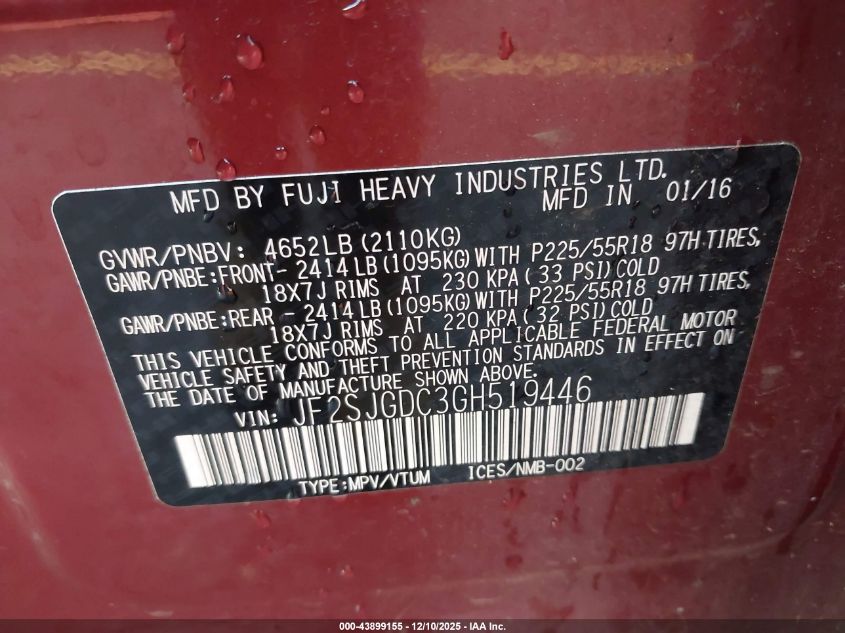 MFD BY FUJI HEAVY INDUSTRIES LTD.
MFD IN 01/16
GVWR/PNBV: 4652LB(2110KG)
GAWR/PNBE:FRONT- 2414LB(1095KG)WITH P225/55R18 97H TIRES,
18X7J RIMS AT 230 KPA(33 PSI)COLD
GAWR/PNBE:REAR - 2414LB(1095KG)WITH P225/55R18 97H TIRES,
18X7J RIMS AT 220 KPA(32 PSI)COLD
THIS VEHICLE CONFORMS TO ALL APPLICABLE FEDERAL MOTOR
VEHICLE SAFETY AND THEFT PREVENTION STANDARDS IN EFFECT ON
THE DATE OF MANUFACTURE SHOWN ABOVE.
VIN: JF2SJGDC3GH519446
TYPE:MPV/VTUM ICES/NMB-002
000-43899155 - 12/10/2025 - IAA Inc.